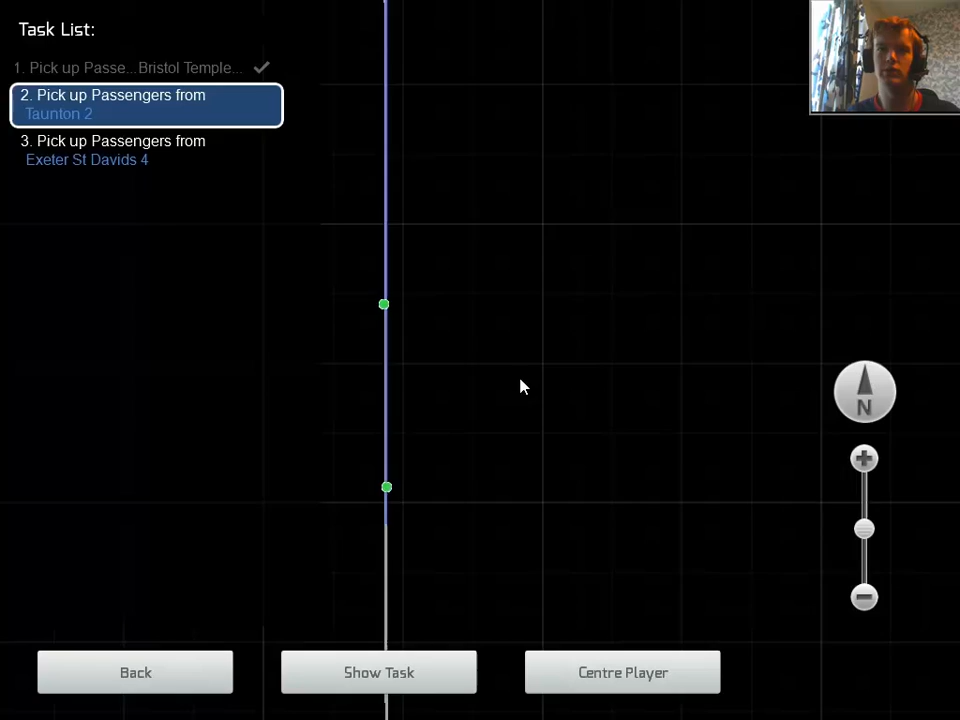 Task List:
1. Pick up Passe...Bristol Temple...
2. Pick up Passengers from
Taunton 2
3. Pick up Passengers from
Exeter St Davids 4
N
Back
Show Task
Centre Player